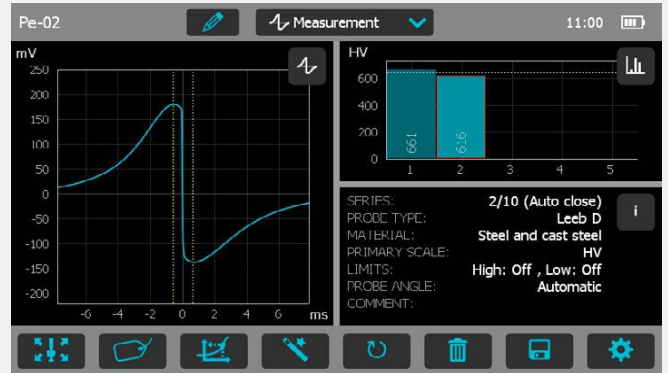 Pe-02
Measurement
11:00
mV
250
200
150
100
50
0
-50
-100
-150
-200
-6 -4 -2 0 2 4 6 ms
HV
600
400
200
0
661
616
1 2 3 4 5
SERIES: 2/10 (Auto close)
PROBE TYPE: Leeb D
MATERIAL: Steel and cast steel
PRIMARY SCALE: HV
LIMITS: High: Off , Low: Off
PROBE ANGLE: Automatic
COMMENT:
i